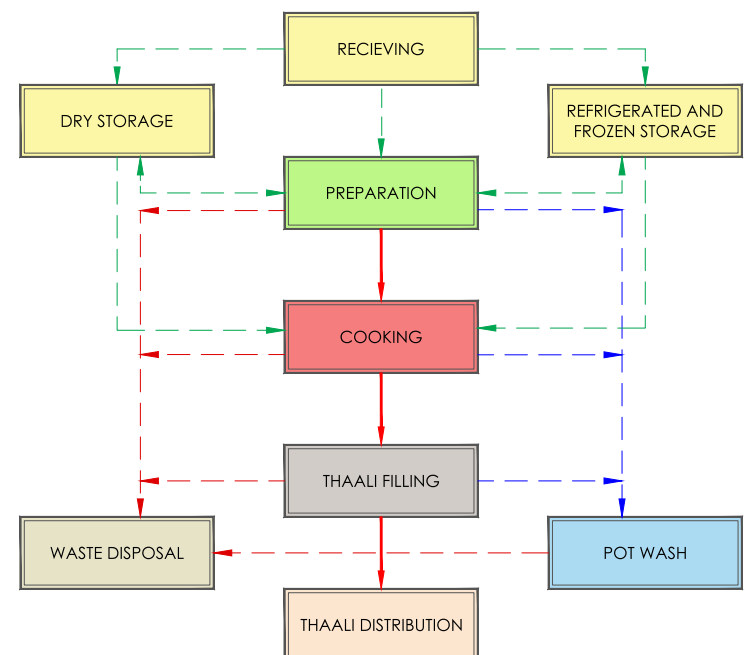 RECIEVING
DRY STORAGE
REFRIGERATED AND
FROZEN STORAGE
PREPARATION
COOKING
THAALI FILLING
WASTE DISPOSAL
POT WASH
THAALI DISTRIBUTION